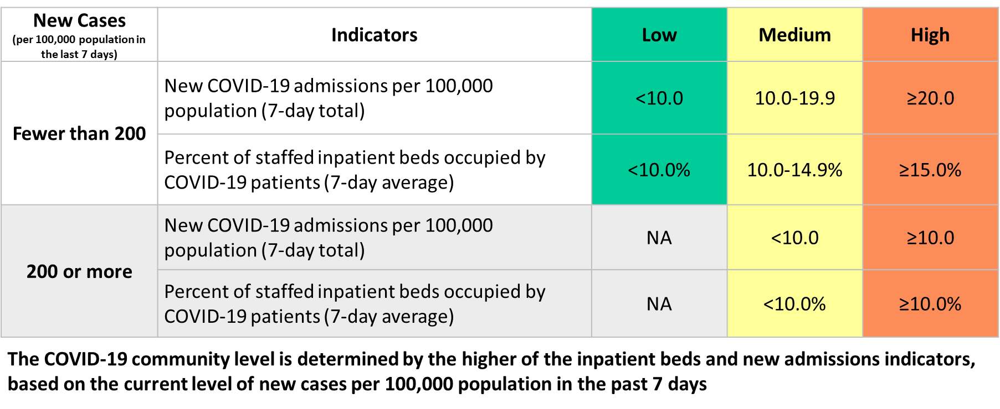 New Cases
(per 100,000 population in
the last 7 days)
Indicators
Low
Medium
High
Fewer than 200
New COVID-19 admissions per 100,000
population (7-day total)
<10.0
10.0-19.9
≥20.0
Percent of staffed inpatient beds occupied by
COVID-19 patients (7-day average)
<10.0%
10.0-14.9%
≥15.0%
200 or more
New COVID-19 admissions per 100,000
population (7-day total)
NA
<10.0
≥10.0
Percent of staffed inpatient beds occupied by
COVID-19 patients (7-day average)
NA
<10.0%
≥10.0%
The COVID-19 community level is determined by the higher of the inpatient beds and new admissions indicators,
based on the current level of new cases per 100,000 population in the past 7 days